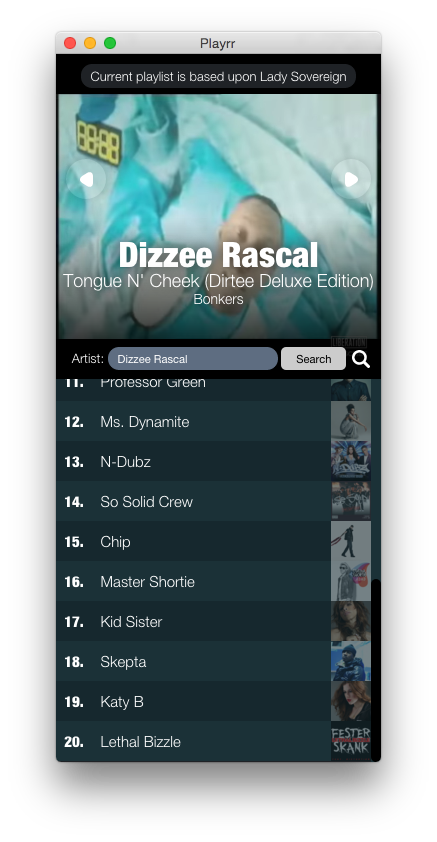 Playrr
Current playlist is based upon Lady Sovereign
88:88
Dizzee Rascal
Tongue N' Cheek (Dirtee Deluxe Edition)
Bonkers
Artist: Dizzee Rascal Search
11. Professor Green
12. Ms. Dynamite
13. N-Dubz
14. So Solid Crew
15. Chip
16. Master Shortie
17. Kid Sister
18. Skepta
19. Katy B
20. Lethal Bizzle
FESTER
SKANK